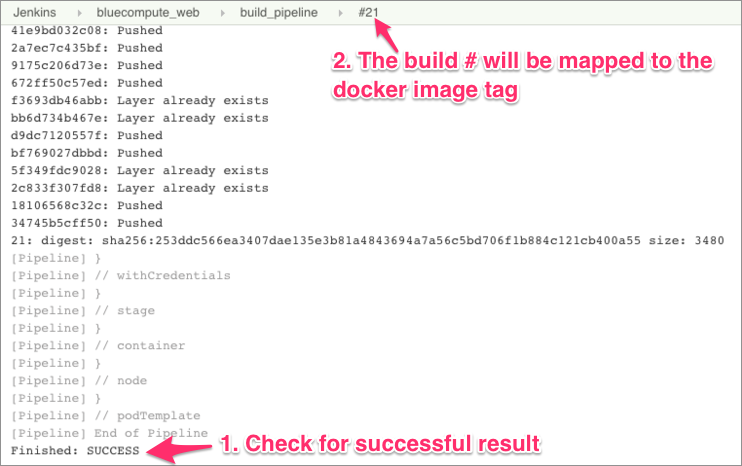 Jenkins bluecompute_web build_pipeline #21
41e9bd032c08: Pushed
2a7ec7c435bf: Pushed
9175c206d73e: Pushed
672ff50c57ed: Pushed
f3693db46abb: Layer already exists
bb6d734b467e: Layer already exists
d9dc7120557f: Pushed
bf769027dbbd: Pushed
5f349fdc9028: Layer already exists
2c833f307fd8: Layer already exists
18106568c32c: Pushed
34745b5cff50: Pushed
21: digest: sha256:253ddc566ea3407dae135e3b81a4843694a7a56c5bd706f1b884c121cb400a55 size: 3480
[Pipeline] }
[Pipeline] // withCredentials
[Pipeline] }
[Pipeline] // stage
[Pipeline] }
[Pipeline] // container
[Pipeline] }
[Pipeline] // node
[Pipeline] }
[Pipeline] // podTemplate
[Pipeline] End of Pipeline
Finished: SUCCESS
2. The build # will be mapped to the
docker image tag
1. Check for successful result